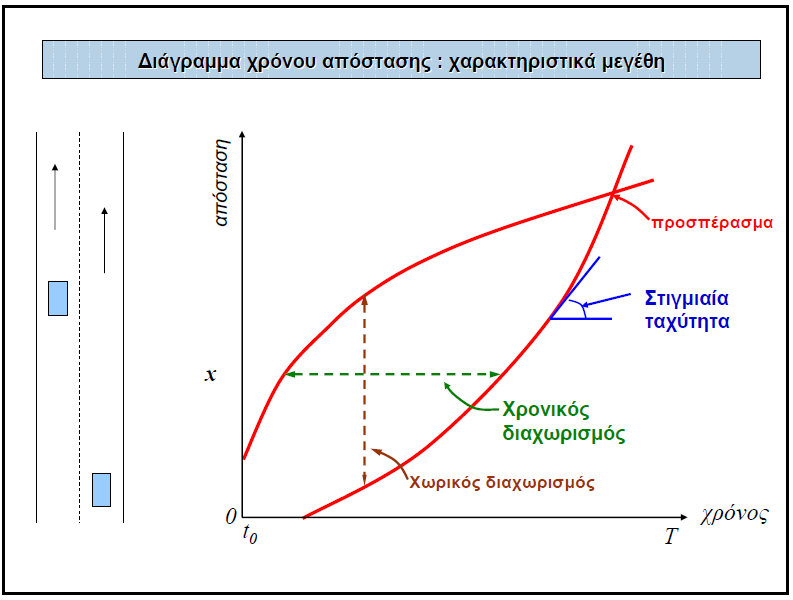 Διάγραμμα χρόνου απόστασης : χαρακτηριστικά μεγέθη
απόσταση
προσπέρασμα
Στιγμιαία
ταχύτητα
x
Χρονικός
διαχωρισμός
Χωρικός διαχωρισμός
0
t0
T
χρόνος